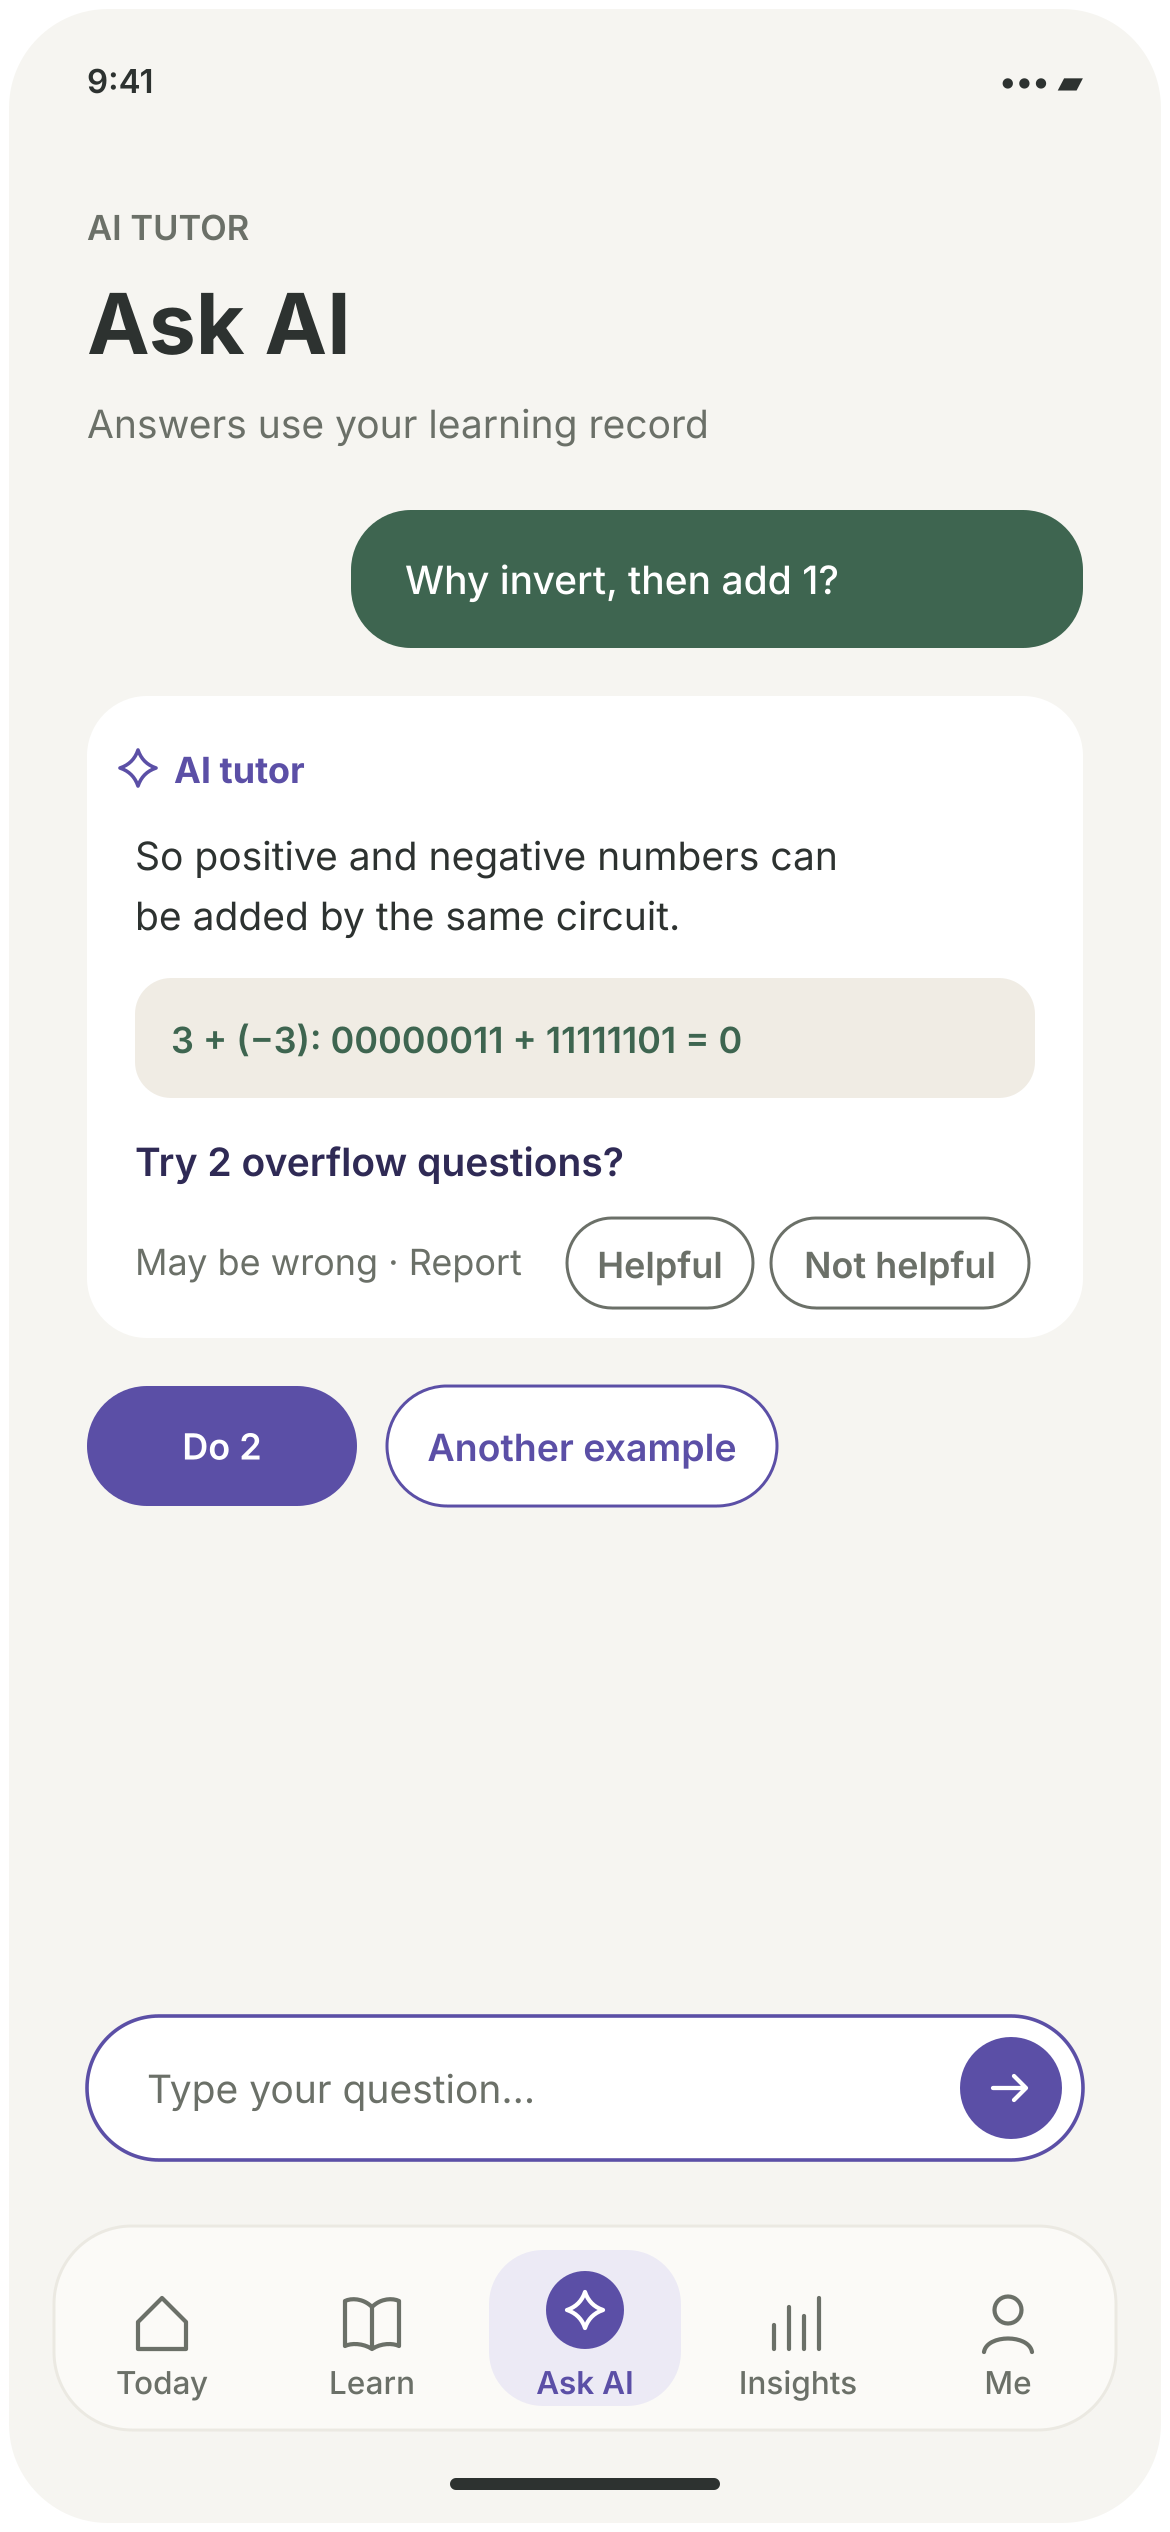 9:41
AI TUTOR
Ask AI
Answers use your learning record
Why invert, then add 1?
AI tutor
So positive and negative numbers can
be added by the same circuit.
3 + (−3): 00000011 + 11111101 = 0
Try 2 overflow questions?
May be wrong · Report
Helpful
Not helpful
Do 2
Another example
Type your question...
Today
Learn
Ask AI
Insights
Me